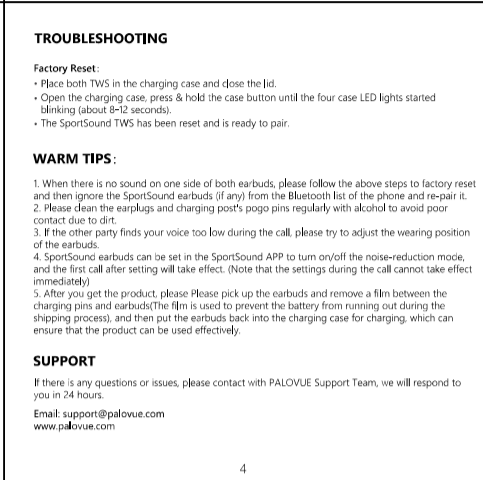 TROUBLESHOOTING
Factory Reset:
• Place both TWS in the charging case and close the lid.
• Open the charging case, press & hold the case button until the four case LED lights started
blinking (about 8-12 seconds).
• The SportSound TWS has been reset and is ready to pair.
WARM TIPS:
1. When there is no sound on one side of both earbuds, please follow the above steps to factory reset
and then ignore the SportSound earbuds (if any) from the Bluetooth list of the phone and re-pair it.
2. Please clean the earplugs and charging post's pogo pins regularly with alcohol to avoid poor
contact due to dirt.
3. If the other party finds your voice too low during the call, please try to adjust the wearing position
of the earbuds.
4. SportSound earbuds can be set in the SportSound APP to turn on/off the noise-reduction mode,
and the first call after setting will take effect. (Note that the settings during the call cannot take effect
immediately)
5. After you get the product, please Please pick up the earbuds and remove a film between the
charging pins and earbuds(The film is used to prevent the battery from running out during the
shipping process), and then put the earbuds back into the charging case for charging, which can
ensure that the product can be used effectively.
SUPPORT
If there is any questions or issues, please contact with PALOVUE Support Team, we will respond to
you in 24 hours.
Email: support@palovue.com
www.palovue.com
4